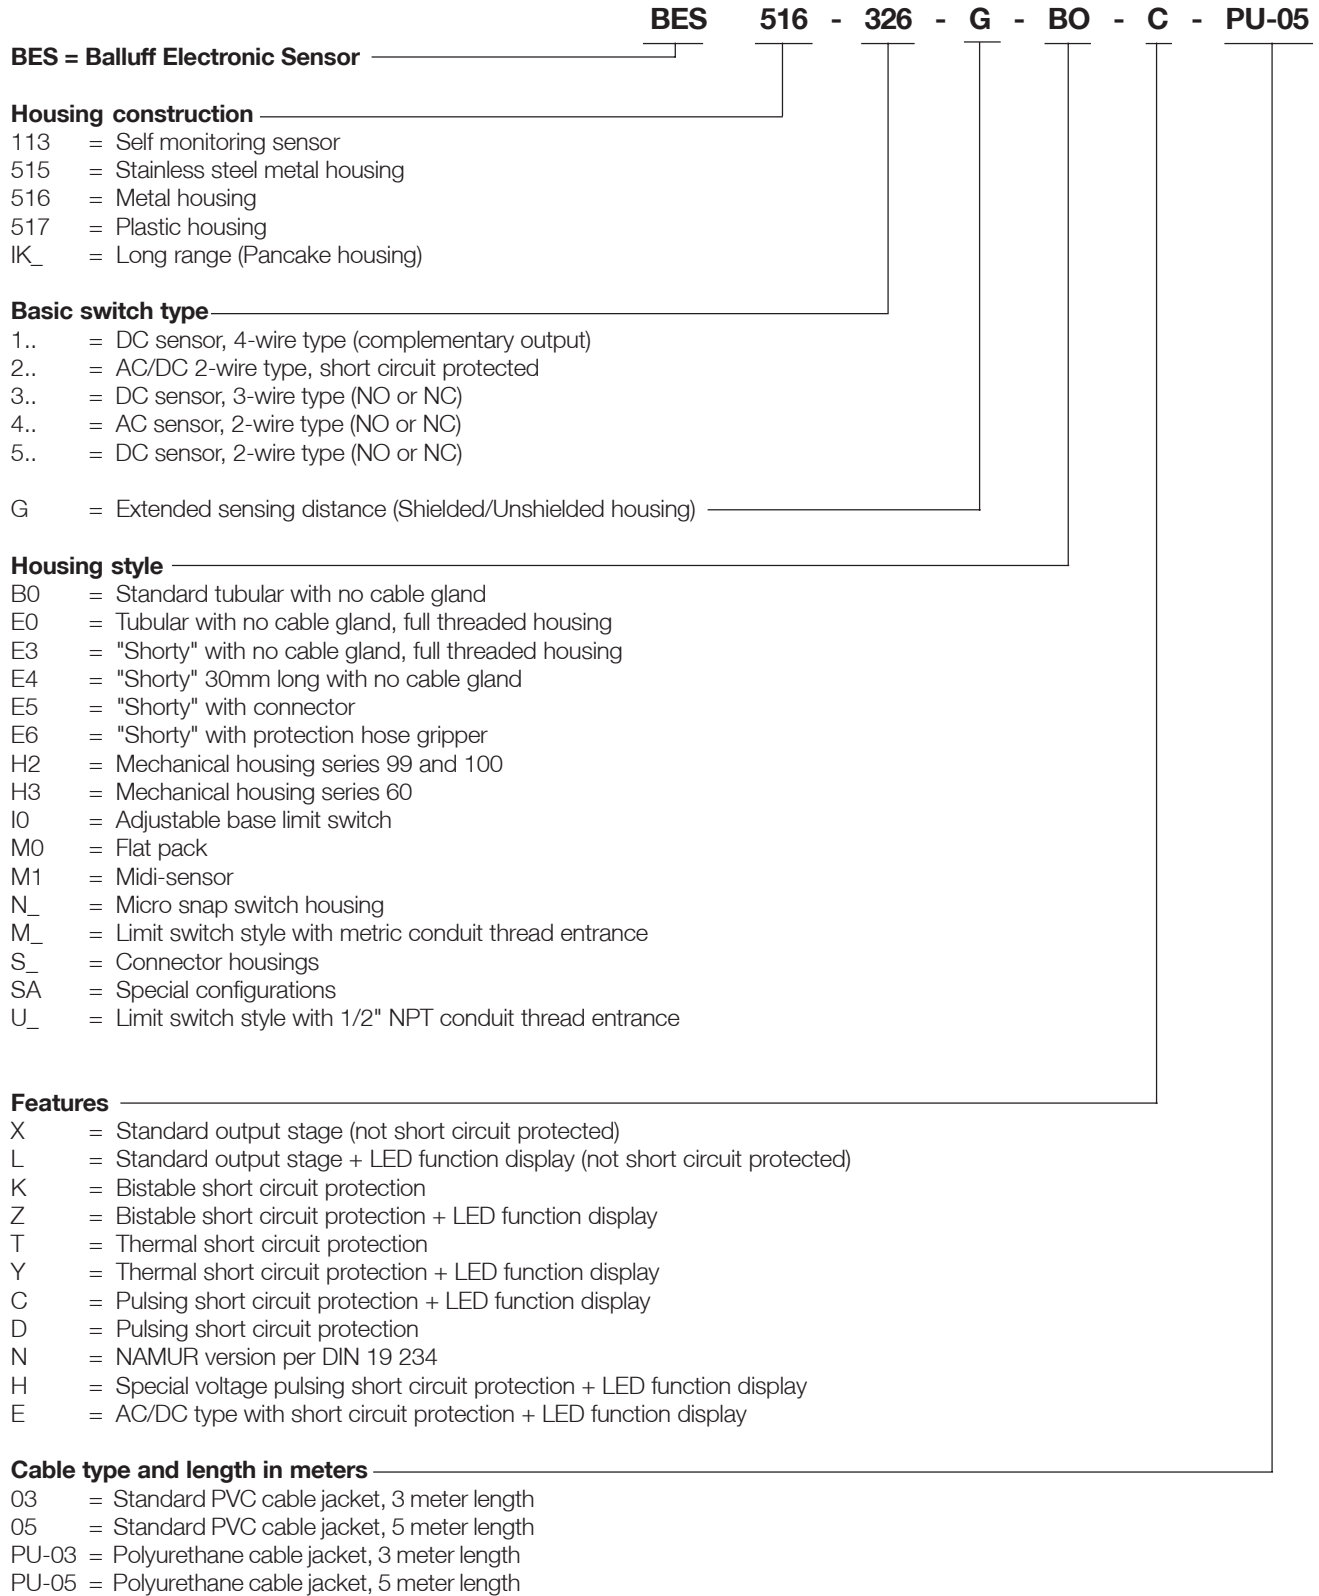 BES 516 - 326 - G - BO - C - PU-05
BES = Balluff Electronic Sensor
Housing construction
113 = Self monitoring sensor
515 = Stainless steel metal housing
516 = Metal housing
517 = Plastic housing
IK_ = Long range (Pancake housing)
Basic switch type
1.. = DC sensor, 4-wire type (complementary output)
2.. = AC/DC 2-wire type, short circuit protected
3.. = DC sensor, 3-wire type (NO or NC)
4.. = AC sensor, 2-wire type (NO or NC)
5.. = DC sensor, 2-wire type (NO or NC)
G = Extended sensing distance (Shielded/Unshielded housing)
Housing style
B0 = Standard tubular with no cable gland
E0 = Tubular with no cable gland, full threaded housing
E3 = "Shorty" with no cable gland, full threaded housing
E4 = "Shorty" 30mm long with no cable gland
E5 = "Shorty" with connector
E6 = "Shorty" with protection hose gripper
H2 = Mechanical housing series 99 and 100
H3 = Mechanical housing series 60
I0 = Adjustable base limit switch
M0 = Flat pack
M1 = Midi-sensor
N_ = Micro snap switch housing
M_ = Limit switch style with metric conduit thread entrance
S_ = Connector housings
SA = Special configurations
U_ = Limit switch style with 1/2" NPT conduit thread entrance
Features
X = Standard output stage (not short circuit protected)
L = Standard output stage + LED function display (not short circuit protected)
K = Bistable short circuit protection
Z = Bistable short circuit protection + LED function display
T = Thermal short circuit protection
Y = Thermal short circuit protection + LED function display
C = Pulsing short circuit protection + LED function display
D = Pulsing short circuit protection
N = NAMUR version per DIN 19 234
H = Special voltage pulsing short circuit protection + LED function display
E = AC/DC type with short circuit protection + LED function display
Cable type and length in meters
03 = Standard PVC cable jacket, 3 meter length
05 = Standard PVC cable jacket, 5 meter length
PU-03 = Polyurethane cable jacket, 3 meter length
PU-05 = Polyurethane cable jacket, 5 meter length